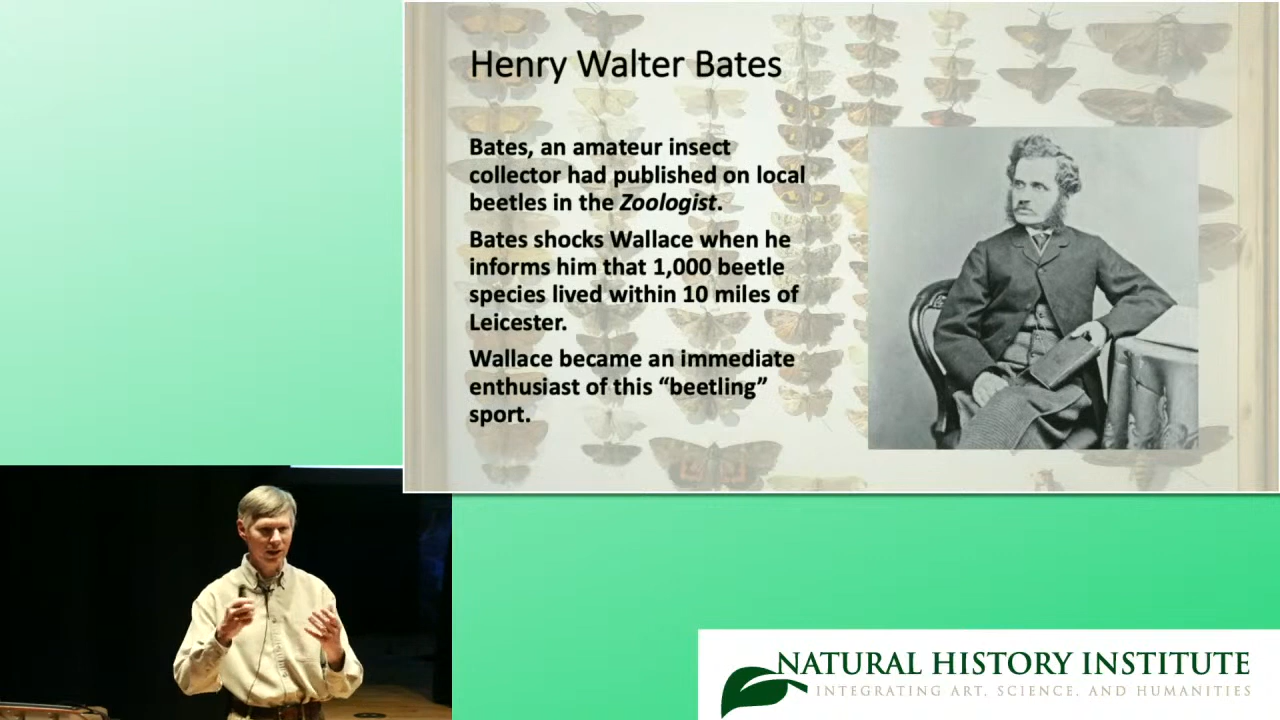 Henry Walter Bates
Bates, an amateur insect
collector had published on local
beetles in the Zoologist.
Bates shocks Wallace when he
informs him that 1,000 beetle
species lived within 10 miles of
Leicester.
Wallace became an immediate
enthusiast of this “beetling”
sport.
NATURAL HISTORY INSTITUTE
INTEGRATING ART, SCIENCE, AND HUMANITIES